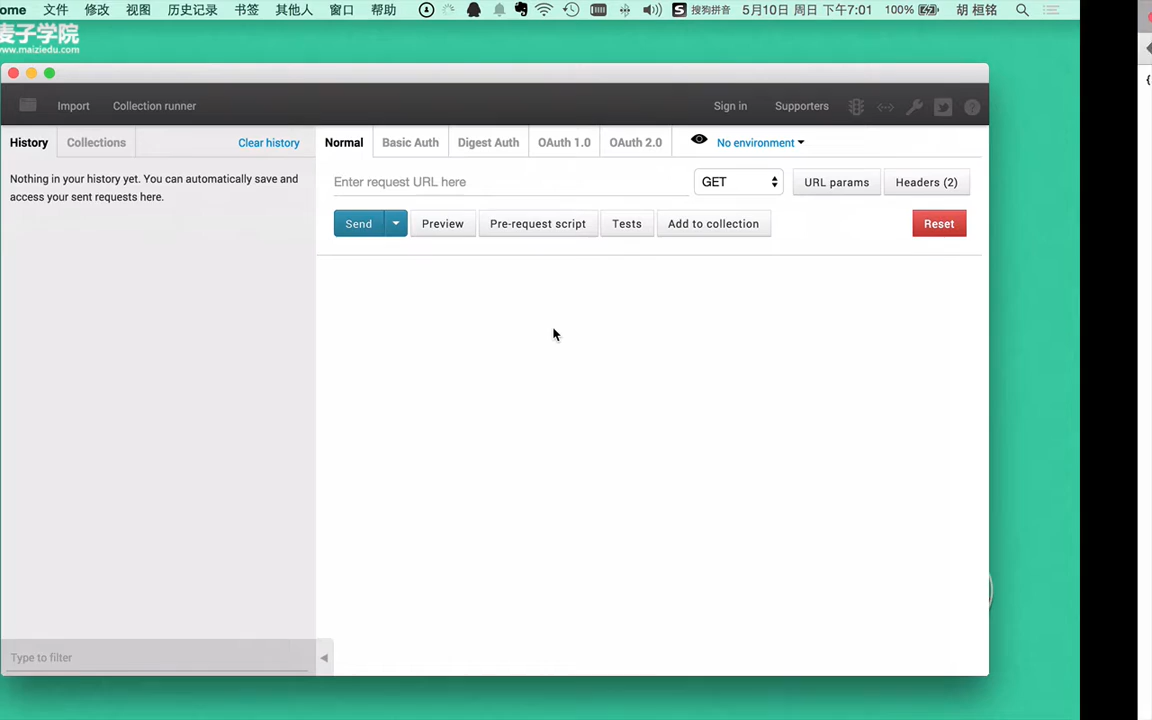 ome 文件 修改 视图 历史记录 书签 其他人 窗口 帮助 S 搜狗拼音 5月10日 周日 下午7:01 100% 胡 桓铭
麦子学院
www.maiziedu.com
Import Collection runner Sign in Supporters
History Collections Clear history Normal Basic Auth Digest Auth OAuth 1.0 OAuth 2.0 No environment
Nothing in your history yet. You can automatically save and
access your sent requests here.
Enter request URL here GET URL params Headers (2)
Send Preview Pre-request script Tests Add to collection Reset
Type to filter
{